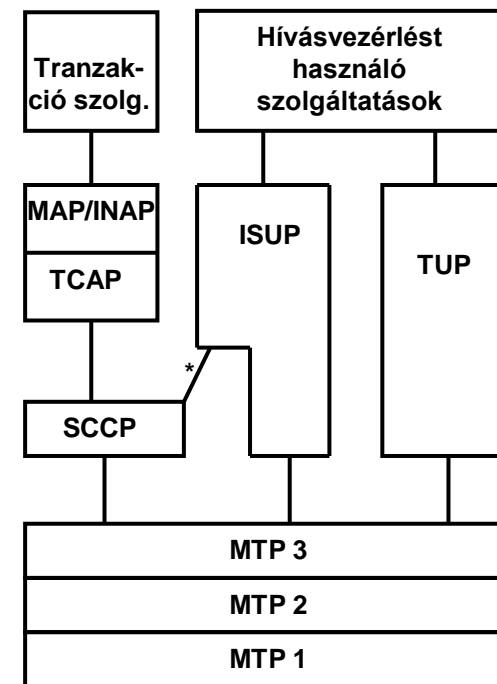 Tranzak-
ció szolg.
Hívásvezérlést
használó
szolgáltatások
MAP/INAP
TCAP
ISUP
TUP
*
SCCP
MTP 3
MTP 2
MTP 1